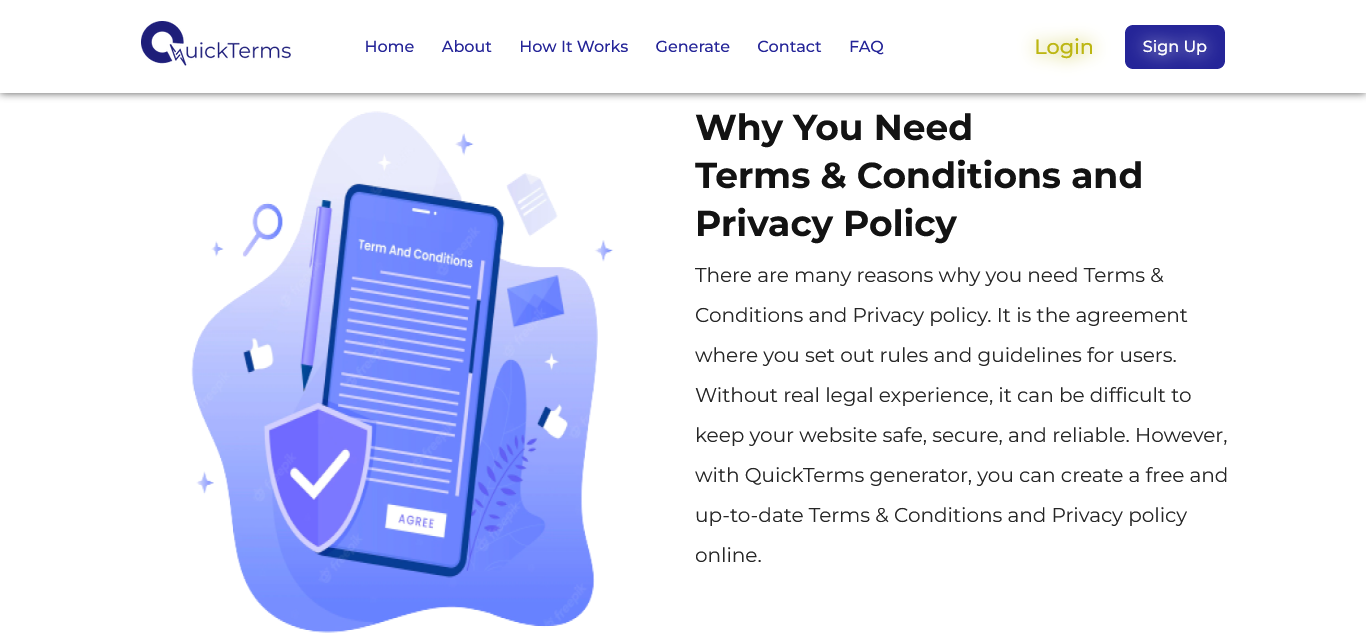 QuickTerms Home About How It Works Generate Contact FAQ Login Sign Up
Term And Conditions
AGREE
Why You Need
Terms & Conditions and
Privacy Policy
There are many reasons why you need Terms &
Conditions and Privacy policy. It is the agreement
where you set out rules and guidelines for users.
Without real legal experience, it can be difficult to
keep your website safe, secure, and reliable. However,
with QuickTerms generator, you can create a free and
up-to-date Terms & Conditions and Privacy policy
online.